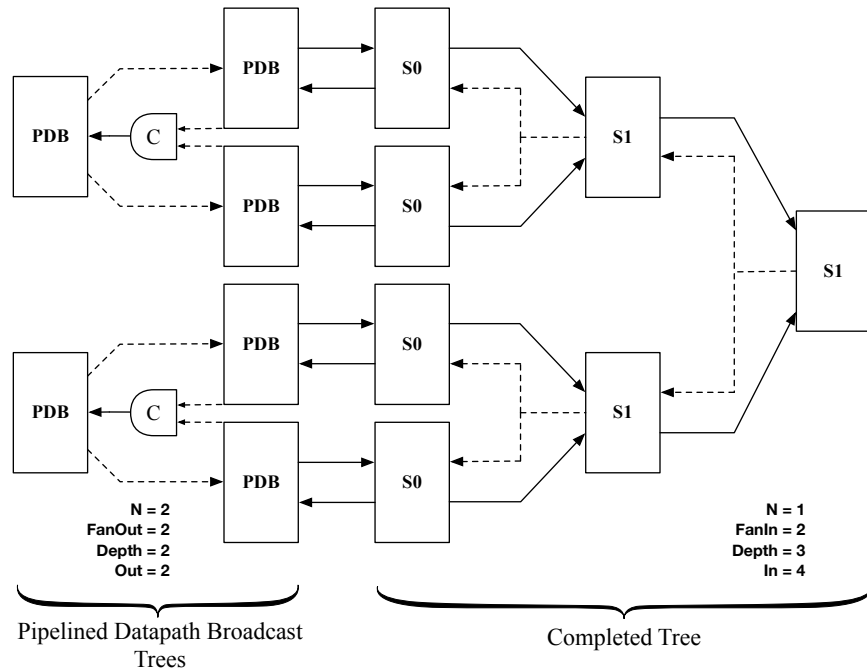 PDB
S0
PDB
S1
C
PDB
S0
S1
PDB
S0
PDB
S1
C
PDB
S0
N = 2
FanOut = 2
Depth = 2
Out = 2
N = 1
FanIn = 2
Depth = 3
In = 4
Pipelined Datapath Broadcast
Trees
Completed Tree